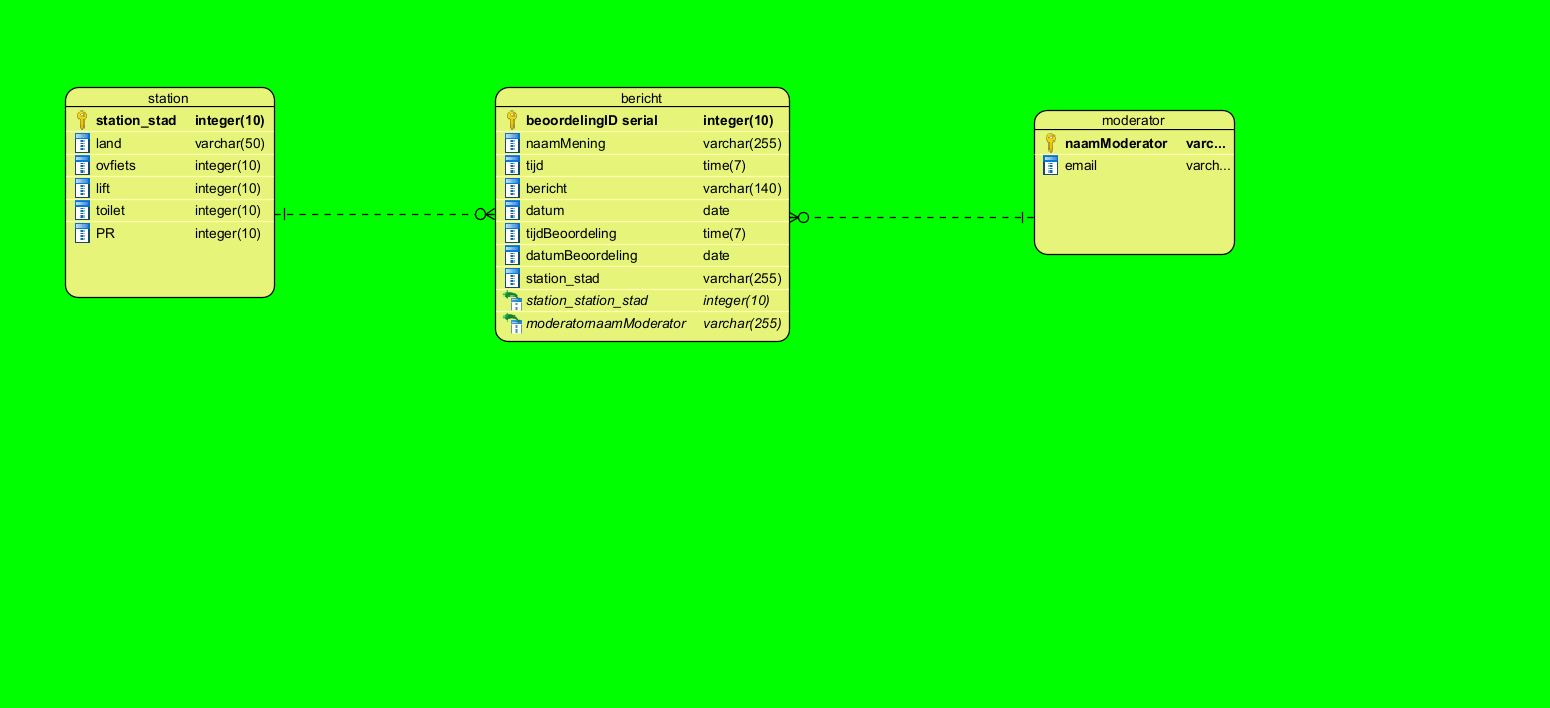 station
station_stad integer(10)
land varchar(50)
ovfiets integer(10)
lift integer(10)
toilet integer(10)
PR integer(10)
bericht
beoordelingID serial integer(10)
naamMening varchar(255)
tijd time(7)
bericht varchar(140)
datum date
tijdBeoordeling time(7)
datumBeoordeling date
station_stad varchar(255)
station_station_stad integer(10)
moderatornaamModerator varchar(255)
moderator
naamModerator varc...
email varch...